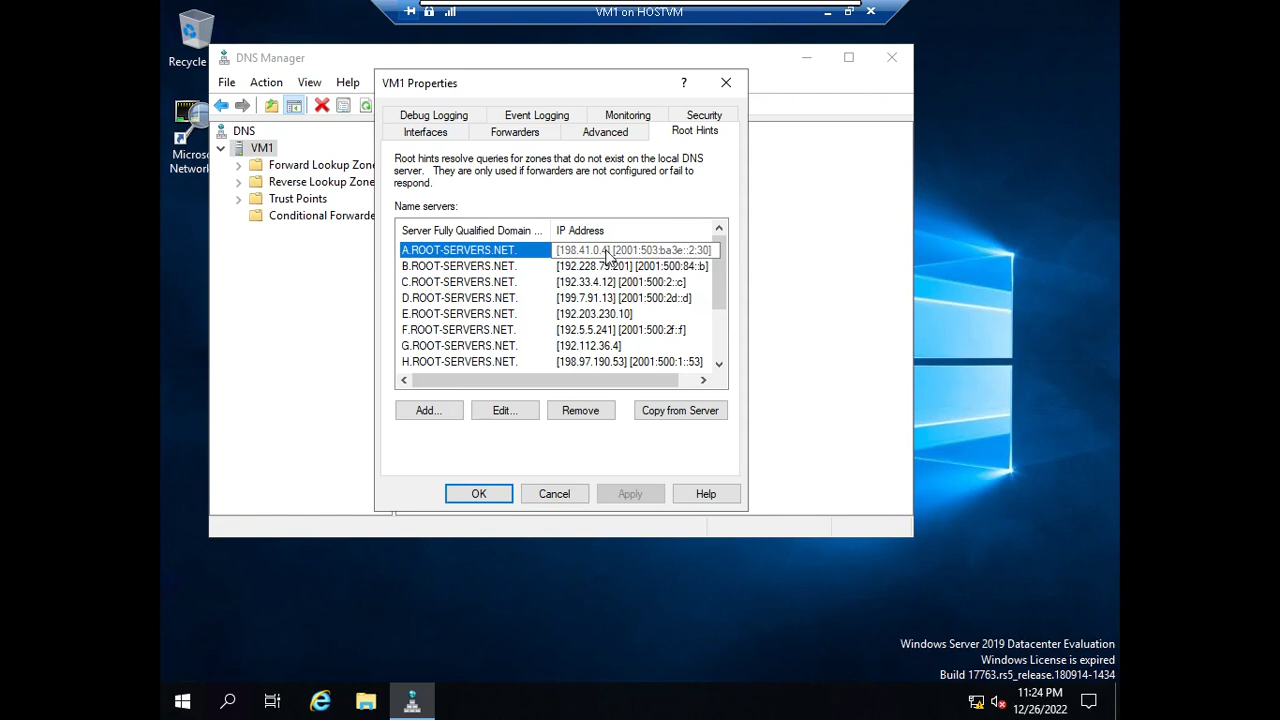 VM1 on HOSTVM
Recycle
DNS Manager
VM1 Properties
File Action View Help
Debug Logging Event Logging Monitoring Security
Interfaces Forwarders Advanced Root Hints
Microso
Network
DNS
VM1
Forward Lookup Zone
Reverse Lookup Zone
Trust Points
Conditional Forwarde
Root hints resolve queries for zones that do not exist on the local DNS
server. They are only used if forwarders are not configured or fail to
respond.
Name servers:
Server Fully Qualified Domain ... IP Address
A.ROOT-SERVERS.NET. [198.41.0.4] [2001:503:ba3e::2:30]
B.ROOT-SERVERS.NET. [192.228.79.201] [2001:500:84::b]
C.ROOT-SERVERS.NET. [192.33.4.12] [2001:500:2::c]
D.ROOT-SERVERS.NET. [199.7.91.13] [2001:500:2d::d]
E.ROOT-SERVERS.NET. [192.203.230.10]
F.ROOT-SERVERS.NET. [192.5.5.241] [2001:500:2f::f]
G.ROOT-SERVERS.NET. [192.112.36.4]
H.ROOT-SERVERS.NET. [198.97.190.53] [2001:500:1::53]
Add... Edit... Remove Copy from Server
OK Cancel Apply Help
Windows Server 2019 Datacenter Evaluation
Windows License is expired
Build 17763.rs5_release.180914-1434
11:24 PM
12/26/2022